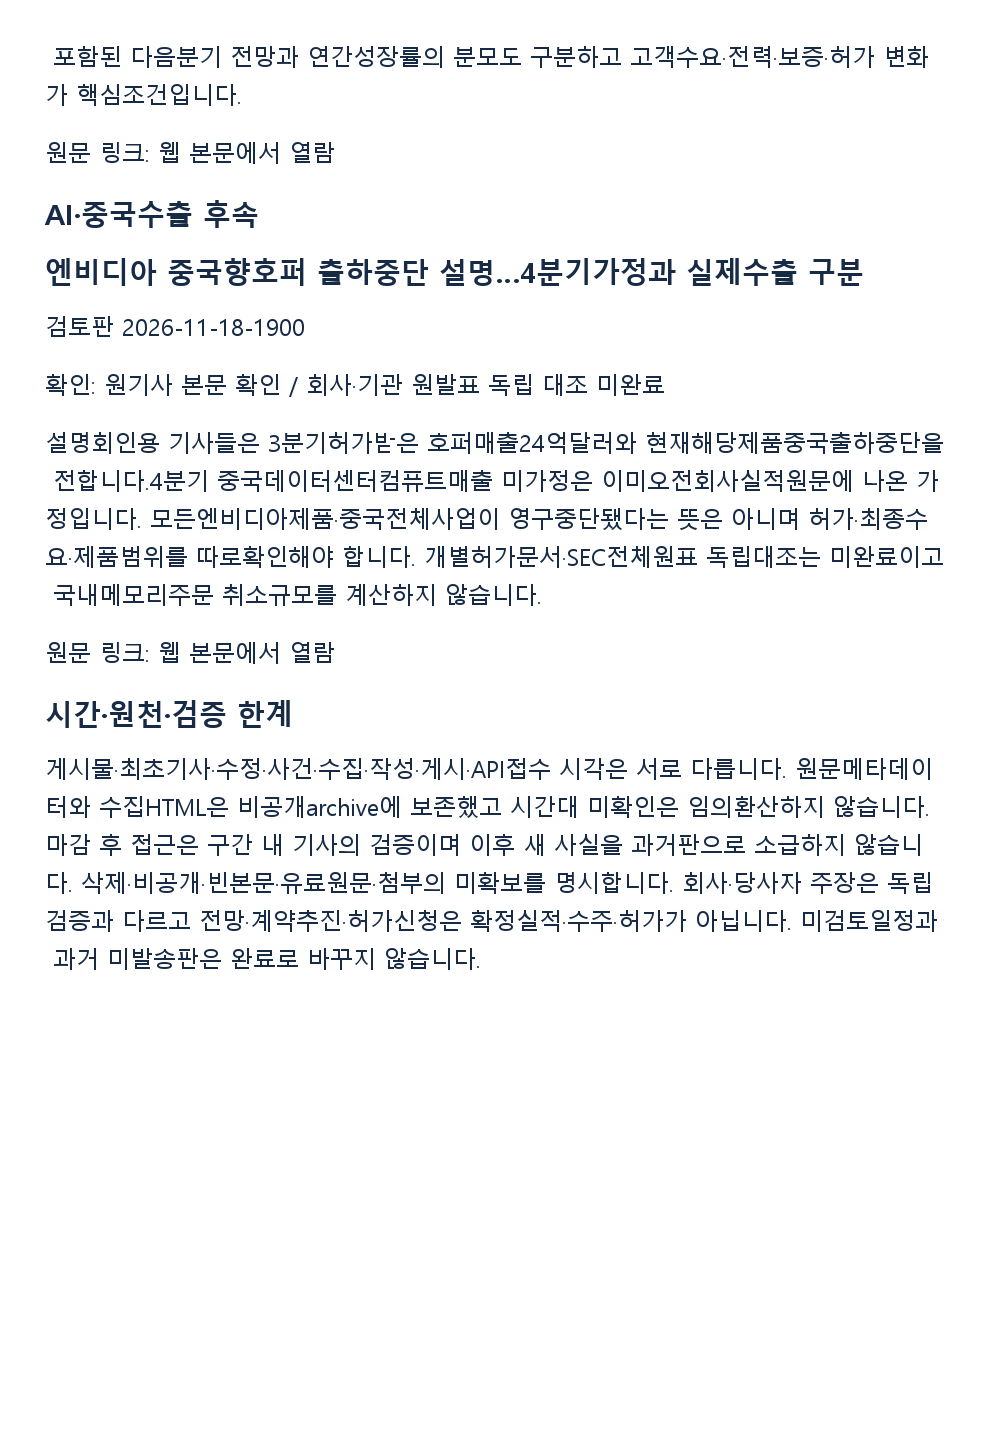 포함된 다음분기 전망과 연간성장률의 분모도 구분하고 고객수요·전력·보증·허가 변화
가 핵심조건입니다.
원문 링크: 웹 본문에서 열람
AI·중국수출 후속
엔비디아 중국향호퍼 출하중단 설명…4분기가정과 실제수출 구분
검토판 2026-11-18-1900
확인: 원기사 본문 확인 / 회사·기관 원발표 독립 대조 미완료
설명회인용 기사들은 3분기허가받은 호퍼매출24억달러와 현재해당제품중국출하중단을
전합니다.4분기 중국데이터센터컴퓨트매출 미가정은 이미오전회사실적원문에 나온 가
정입니다. 모든엔비디아제품·중국전체사업이 영구중단됐다는 뜻은 아니며 허가·최종수
요·제품범위를 따로확인해야 합니다. 개별허가문서·SEC전체원표 독립대조는 미완료이고
국내메모리주문 취소규모를 계산하지 않습니다.
원문 링크: 웹 본문에서 열람
시간·원천·검증 한계
게시물·최초기사·수정·사건·수집·작성·게시·API접수 시각은 서로 다릅니다. 원문메타데이
터와 수집HTML은 비공개archive에 보존했고 시간대 미확인은 임의환산하지 않습니다.
마감 후 접근은 구간 내 기사의 검증이며 이후 새 사실을 과거판으로 소급하지 않습니
다. 삭제·비공개·빈본문·유료원문·첨부의 미확보를 명시합니다. 회사·당사자 주장은 독립
검증과 다르고 전망·계약추진·허가신청은 확정실적·수주·허가가 아닙니다. 미검토일정과
과거 미발송판은 완료로 바꾸지 않습니다.